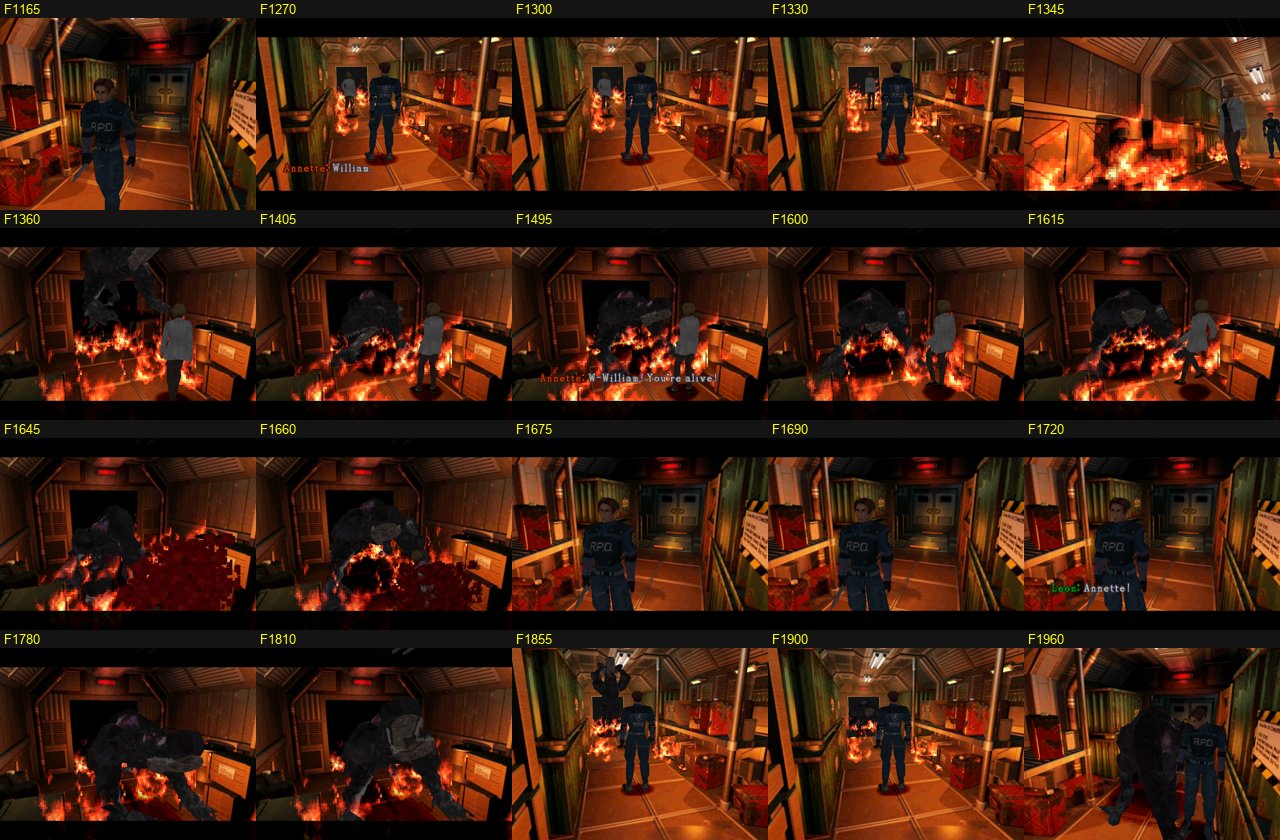 F1165
F1270
F1300
F1330
F1345
R.P.D.
Annette: William.
F1360
F1405
F1495
F1600
F1615
Annette: W-William! You're alive!
F1645
F1660
F1675
F1690
F1720
R.P.D.
R.P.D.
R.P.D.
Leon: Annette!
F1780
F1810
F1855
F1900
F1960
R.P.D.